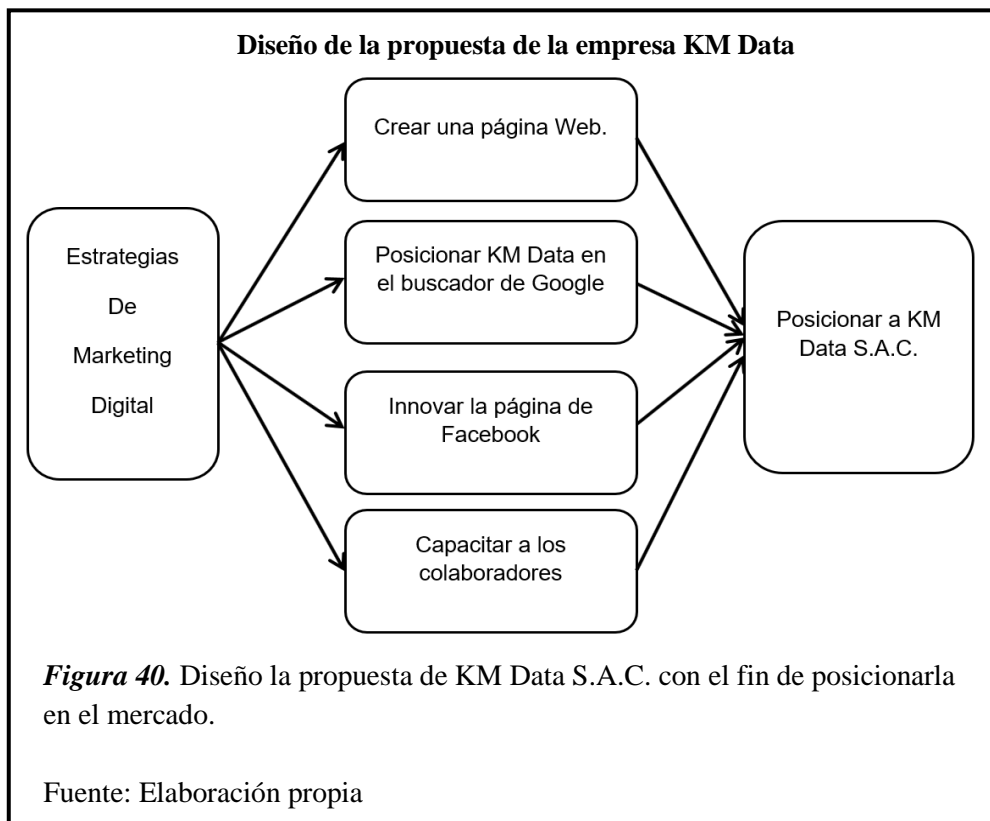 Diseño de la propuesta de la empresa KM Data
Estrategias
De
Marketing
Digital
Crear una página Web.
Posicionar KM Data en
el buscador de Google
Innovar la página de
Facebook
Capacitar a los
colaboradores
Posicionar a KM
Data S.A.C.
Figura 40. Diseño la propuesta de KM Data S.A.C. con el fin de posicionarla
en el mercado.
Fuente: Elaboración propia